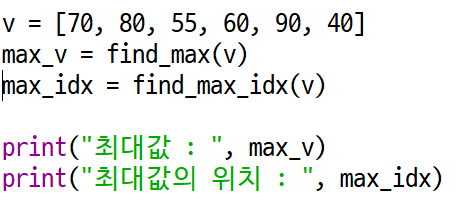 v = [70, 80, 55, 60, 90, 40]
max_v = find_max(v)
max_idx = find_max_idx(v)
print("최대값 : ", max_v)
print("최대값의 위치 : ", max_idx)